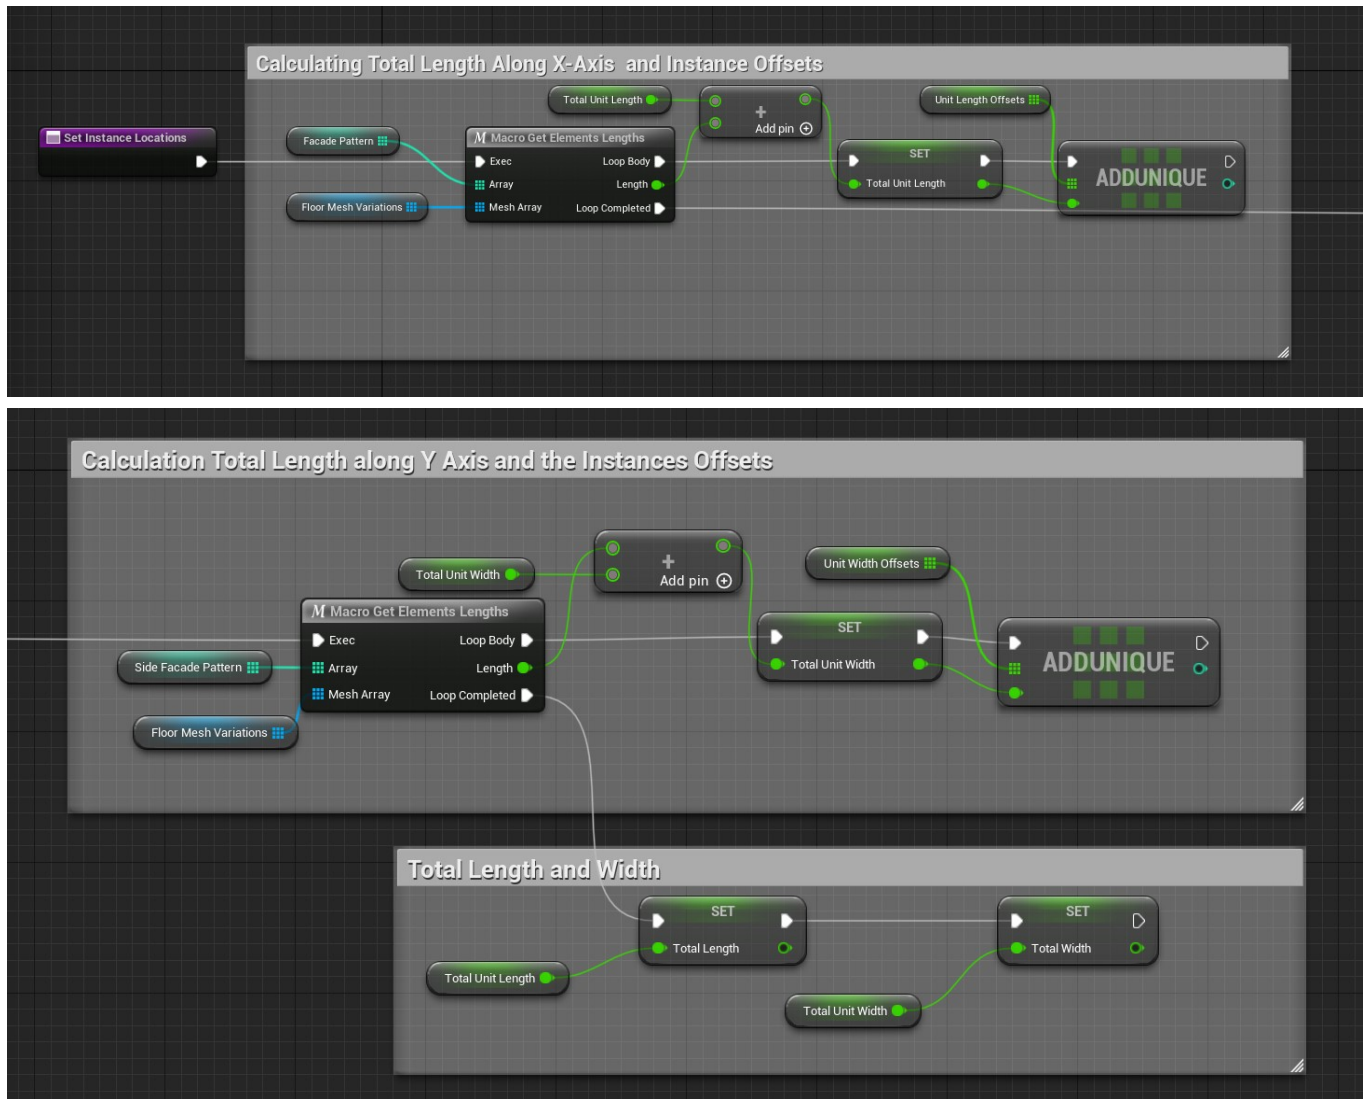 Calculating Total Length Along X-Axis and Instance Offsets
Total Unit Length
Unit Length Offsets
Add pin
Set Instance Locations
Facade Pattern
M Macro Get Elements Lengths
Exec
Loop Body
SET
Array
Length
Total Unit Length
ADDUNIQUE
Floor Mesh Variations
Mesh Array
Loop Completed
Calculation Total Length along Y Axis and the Instances Offsets
Total Unit Width
Add pin
Unit Width Offsets
M Macro Get Elements Lengths
Exec
Loop Body
SET
Side Facade Pattern
Array
Length
Total Unit Width
ADDUNIQUE
Mesh Array
Loop Completed
Floor Mesh Variations
Total Length and Width
SET
SET
Total Length
Total Width
Total Unit Length
Total Unit Width